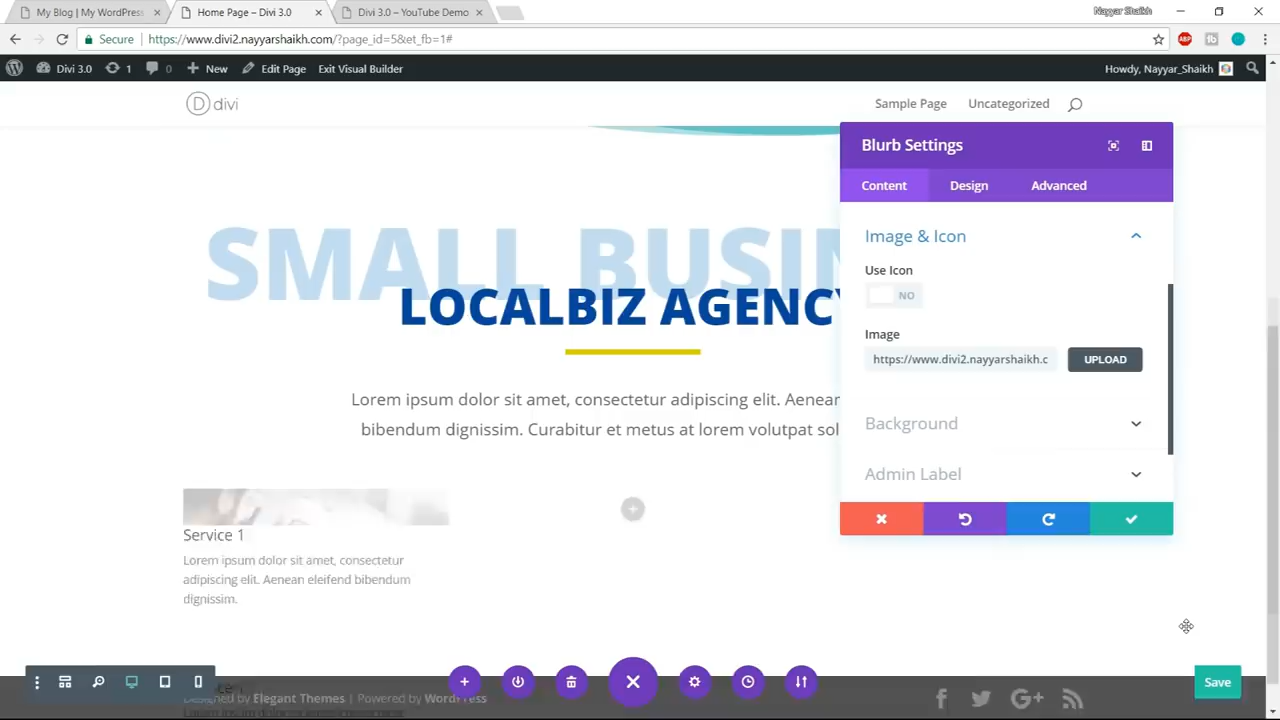 My Blog | My WordPress
Home Page – Divi 3.0
Divi 3.0 – YouTube Demo
Nayyar Shaikh
Secure
https://www.divi2.nayyarshaikh.com/?page_id=5&et_fb=1#
ABP
fb
Divi 3.0
1
0
New
Edit Page
Exit Visual Builder
Howdy, Nayyar_Shaikh
D divi
Sample Page
Uncategorized
Blurb Settings
Content
Design
Advanced
SMALL BUSIN
LOCALBIZ AGENCY
Lorem ipsum dolor sit amet, consectetur adipiscing elit. Aenean
bibendum dignissim. Curabitur et metus at lorem volutpat sol
Image & Icon
Use Icon
NO
Image
https://www.divi2.nayyarshaikh.c
UPLOAD
Background
Admin Label
Service 1
Lorem ipsum dolor sit amet, consectetur
adipiscing elit. Aenean eleifend bibendum
dignissim.
Designed by Elegant Themes | Powered by WordPress
Save